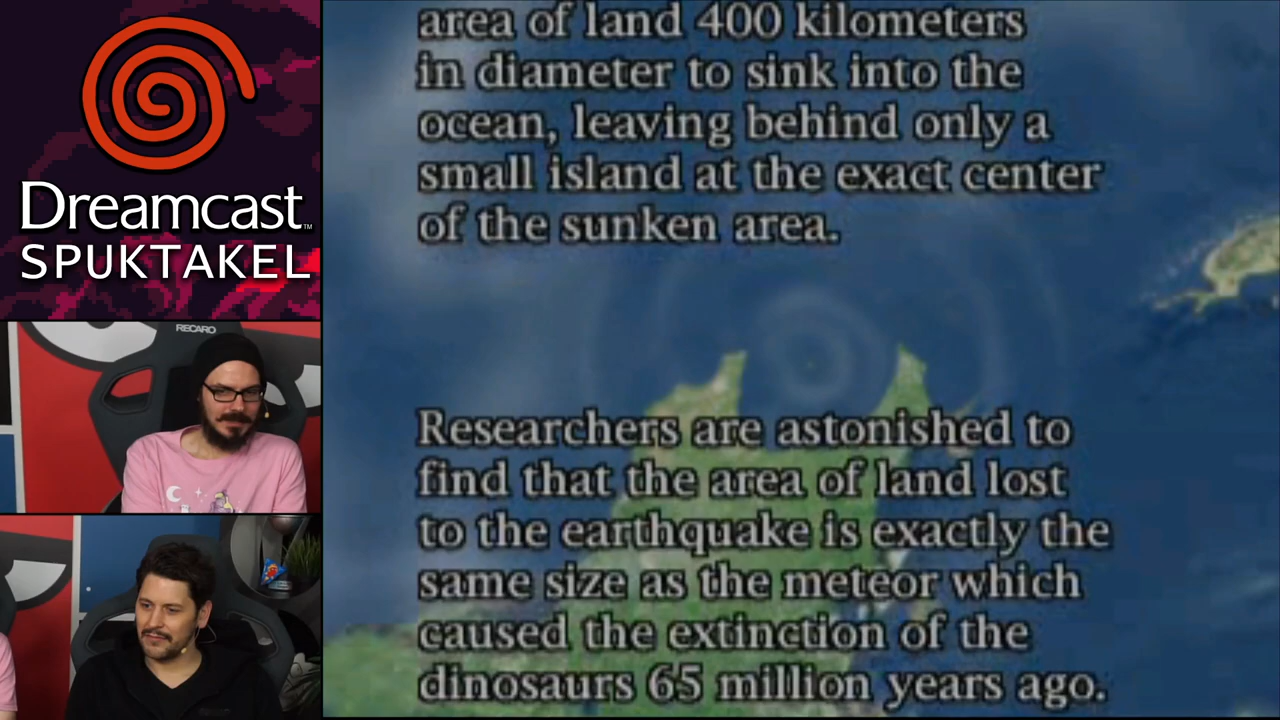 Dreamcast™
SPUKTAKEL
RECARO
area of land 400 kilometers
in diameter to sink into the
ocean, leaving behind only a
small island at the exact center
of the sunken area.
Researchers are astonished to
find that the area of land lost
to the earthquake is exactly the
same size as the meteor which
caused the extinction of the
dinosaurs 65 million years ago.